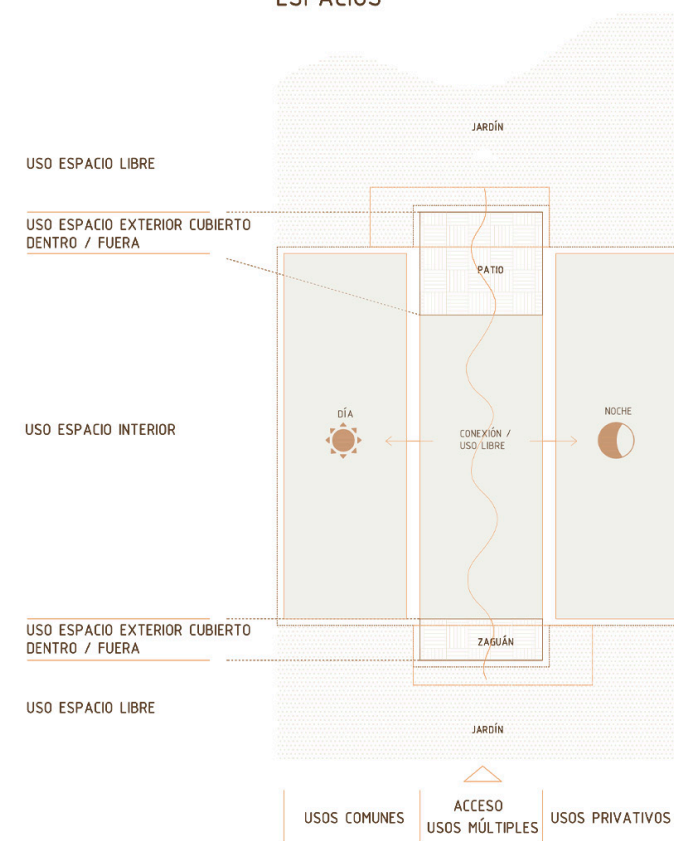 ESPACIOS
JARDÍN
USO ESPACIO LIBRE
USO ESPACIO EXTERIOR CUBIERTO
DENTRO / FUERA
PATIO
DÍA
NOCHE
USO ESPACIO INTERIOR
CONEXIÓN /
USO LIBRE
USO ESPACIO EXTERIOR CUBIERTO
DENTRO / FUERA
ZAGUÁN
USO ESPACIO LIBRE
JARDÍN
USOS COMUNES
ACCESO
USOS MÚLTIPLES
USOS PRIVATIVOS